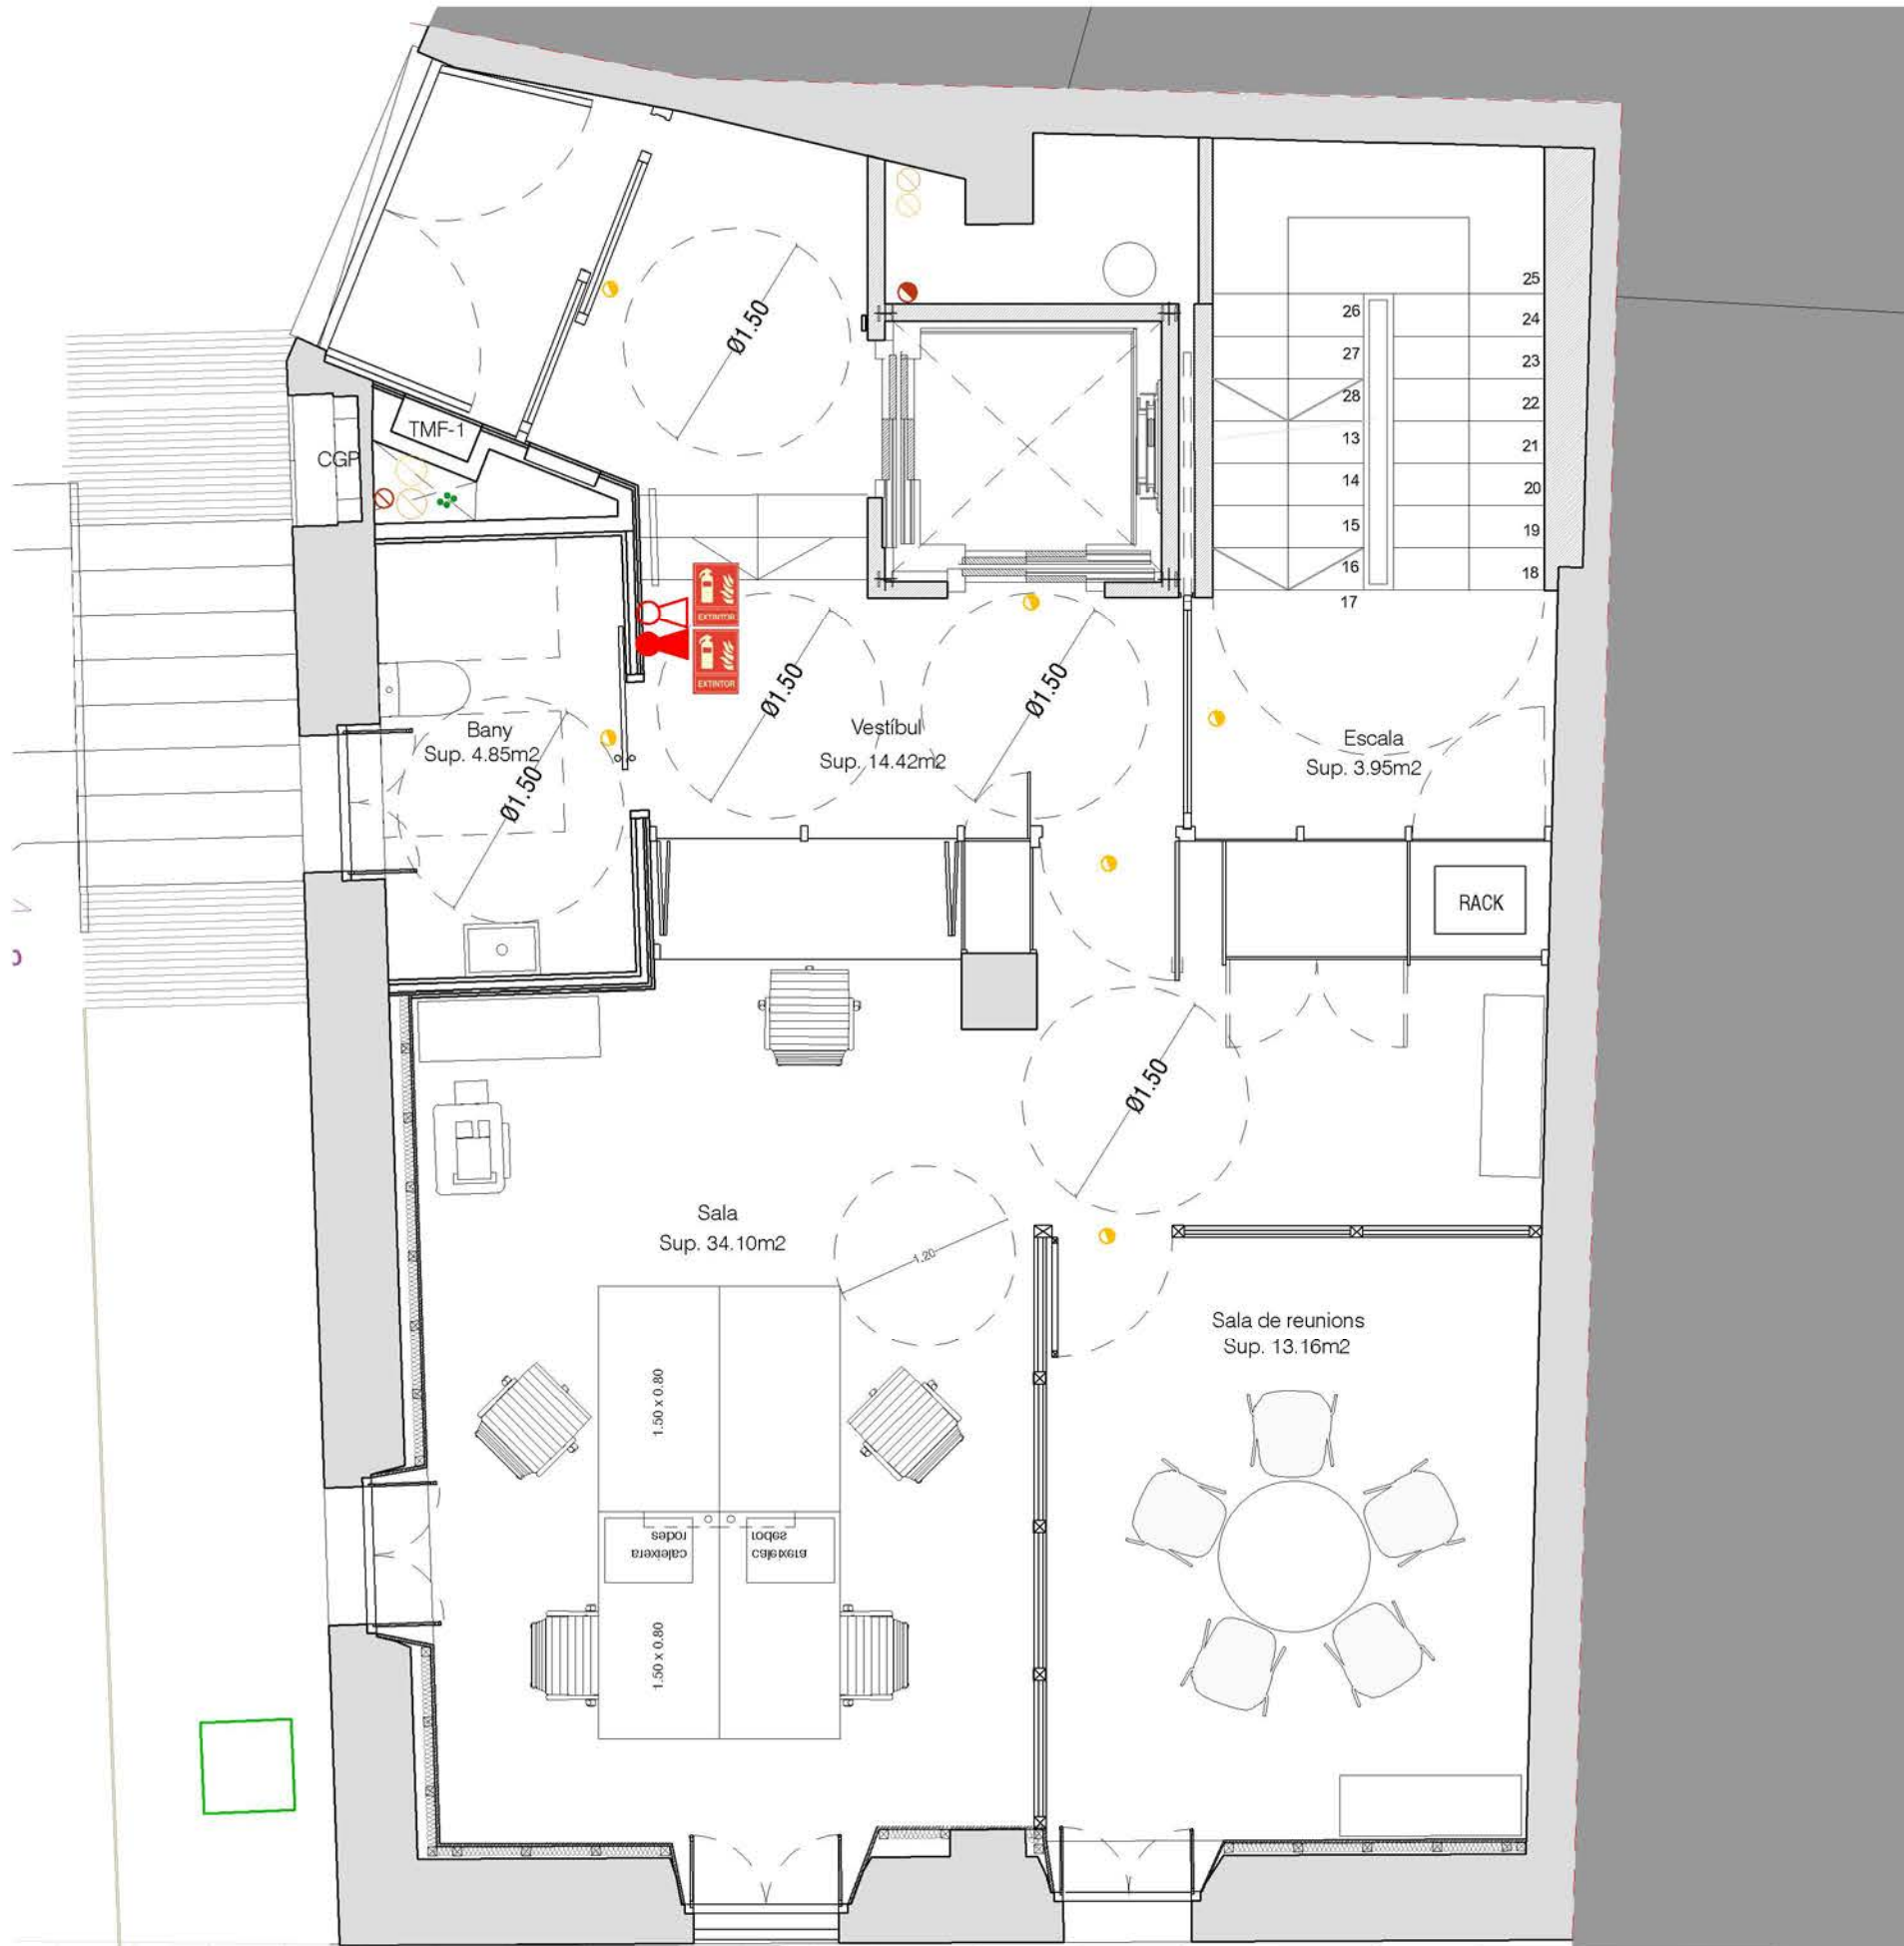 Ø1.50
25
26
24
27
23
28
22
TMF-1
13
21
CGP
14
20
15
19
16
18
17
EXTINTOR
EXTINTOR
Ø1.50
Ø1.50
Bany
Sup. 4.85m2
Ø1.50
Vestíbul
Sup. 14.42m2
Escala
Sup. 3.95m2
RACK
Ø1.50
Sala
Sup. 34.10m2
1.20
Sala de reunions
Sup. 13.16m2
1.50 x 0.80
rodes
caleixera
rodes
calaixera
1.50 x 0.80